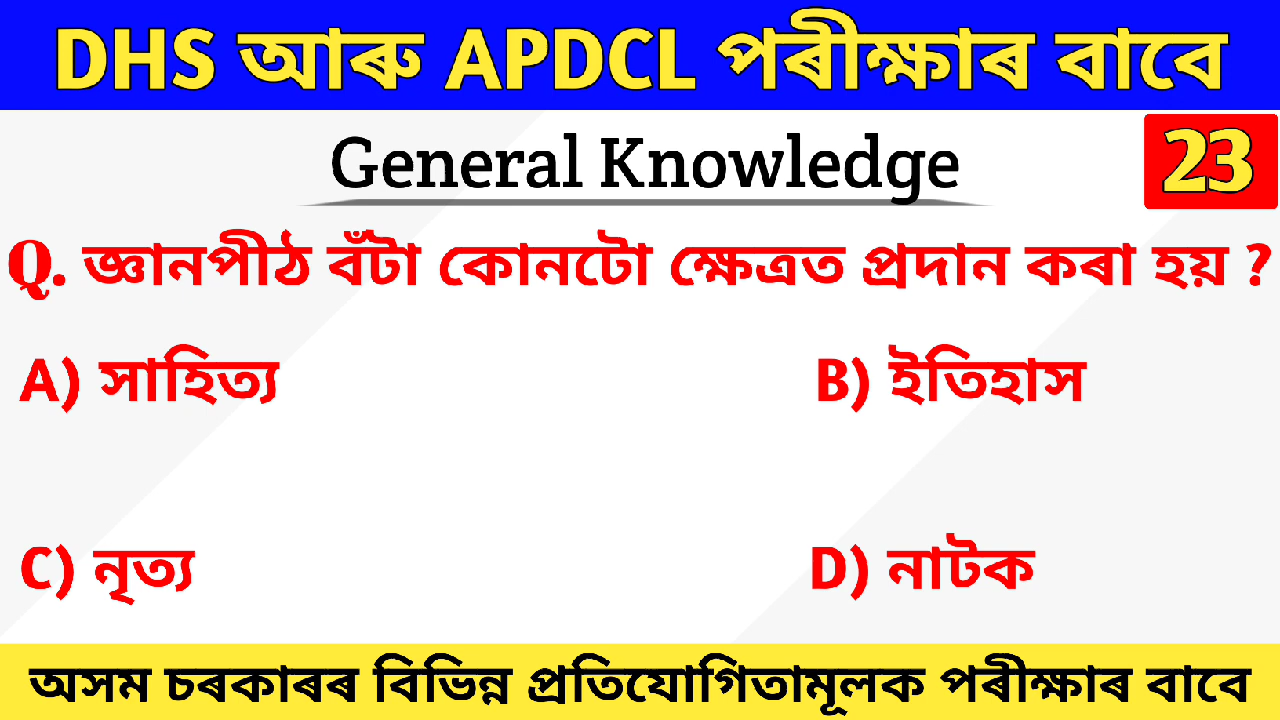 DHS আৰু APDCL পৰীক্ষাৰ বাবে
General Knowledge
23
Q. জ্ঞানপীঠ বঁটা কোনটো ক্ষেত্ৰত প্ৰদান কৰা হয় ?
A) সাহিত্য B) ইতিহাস
C) নৃত্য D) নাটক
অসম চৰকাৰৰ বিভিন্ন প্ৰতিযোগিতামূলক পৰীক্ষাৰ বাবে